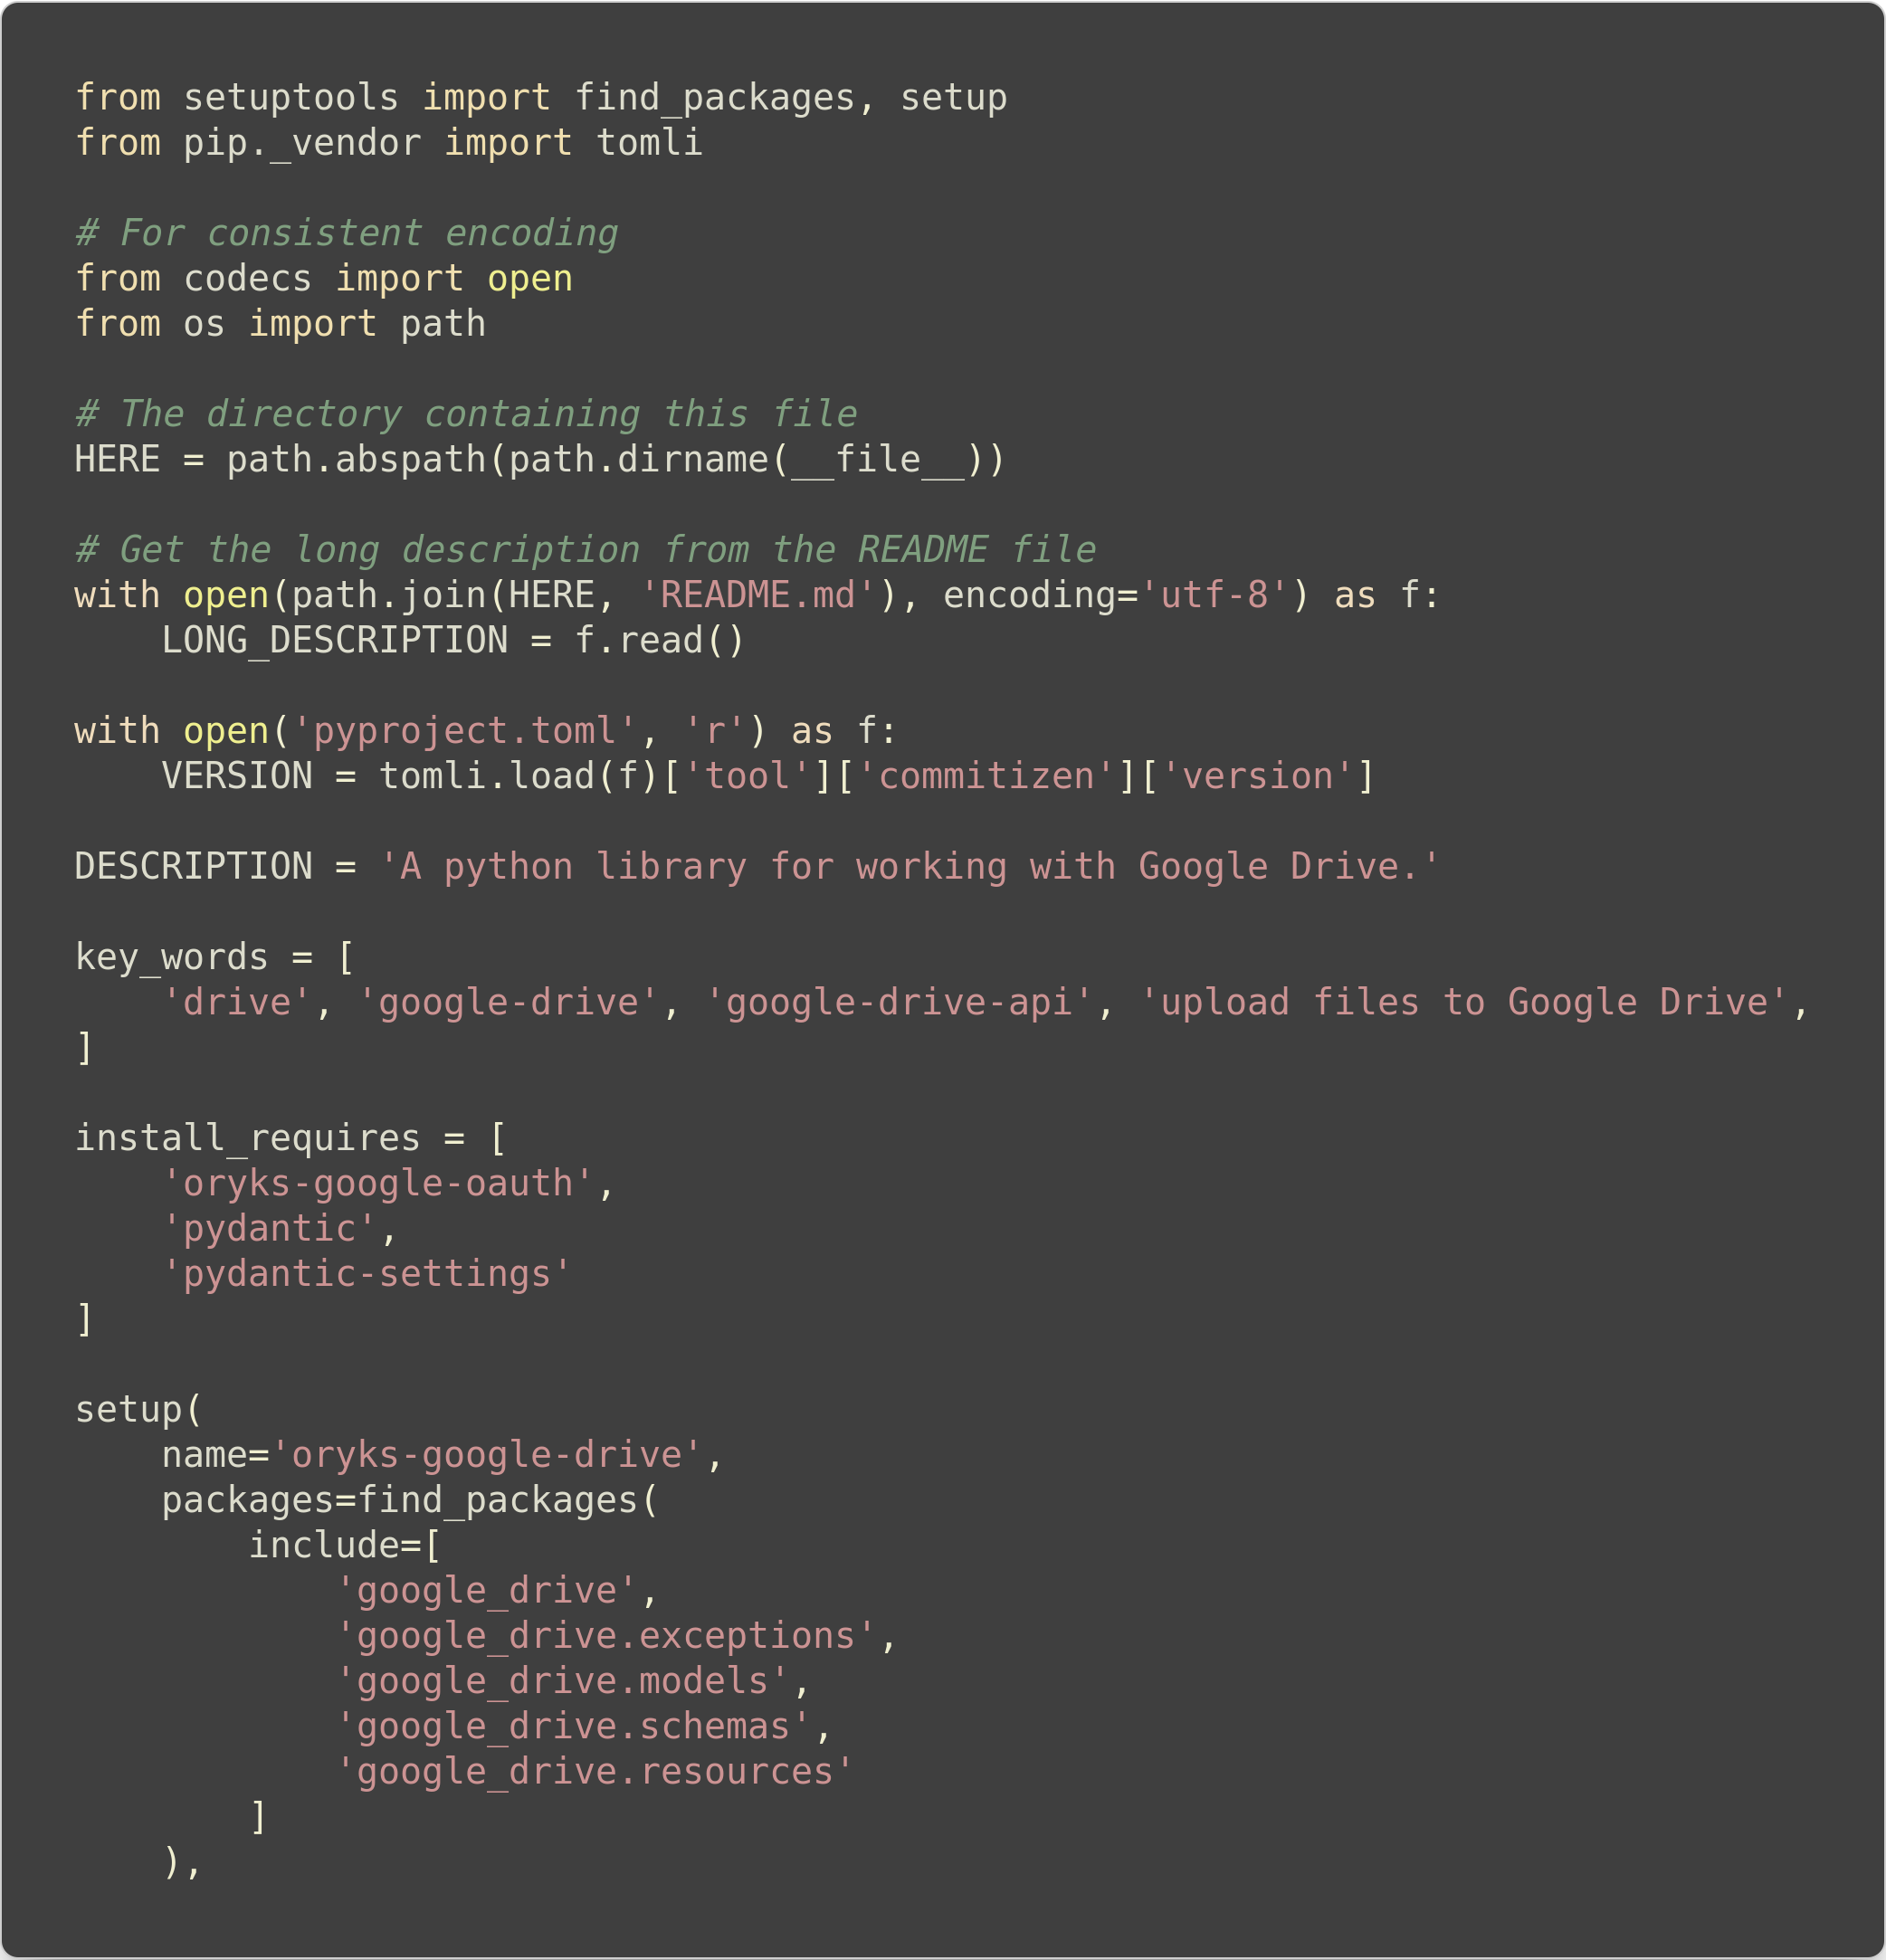 from setuptools import find_packages, setup
from pip._vendor import tomli

# For consistent encoding
from codecs import open
from os import path

# The directory containing this file
HERE = path.abspath(path.dirname(__file__))

# Get the long description from the README file
with open(path.join(HERE, 'README.md'), encoding='utf-8') as f:
    LONG_DESCRIPTION = f.read()

with open('pyproject.toml', 'r') as f:
    VERSION = tomli.load(f)['tool']['commitizen']['version']

DESCRIPTION = 'A python library for working with Google Drive.'

key_words = [
    'drive', 'google-drive', 'google-drive-api', 'upload files to Google Drive',
]

install_requires = [
    'oryks-google-oauth',
    'pydantic',
    'pydantic-settings'
]

setup(
    name='oryks-google-drive',
    packages=find_packages(
        include=[
            'google_drive',
            'google_drive.exceptions',
            'google_drive.models',
            'google_drive.schemas',
            'google_drive.resources'
        ]
    ),